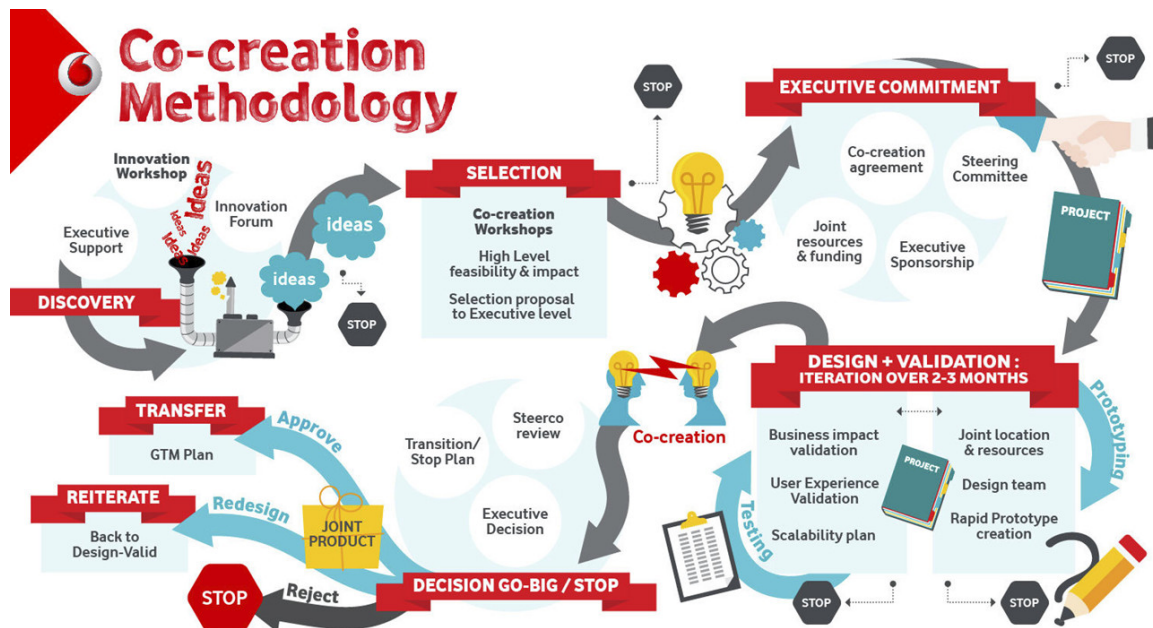 Co-creation
Methodology
Innovation
Workshop
Ideas
Ideas
Ideas
Ideas
Ideas
Innovation
Forum
Executive
Support
DISCOVERY
ideas
ideas
STOP
SELECTION
Co-creation
Workshops
High Level
feasibility & impact
Selection proposal
to Executive level
STOP
EXECUTIVE COMMITMENT
STOP
Co-creation
agreement
Steering
Committee
Joint
resources
& funding
Executive
Sponsorship
PROJECT
DESIGN + VALIDATION :
ITERATION OVER 2-3 MONTHS
Prototyping
Business impact
validation
User Experience
Validation
Scalability plan
PROJECT
Joint location
& resources
Design team
Rapid Prototype
creation
Testing
STOP
STOP
Co-creation
Steerco
review
Transition/
Stop Plan
Executive
Decision
DECISION GO-BIG / STOP
TRANSFER
GTM Plan
Approve
REITERATE
Back to
Design-Valid
Redesign
JOINT
PRODUCT
Reject
STOP